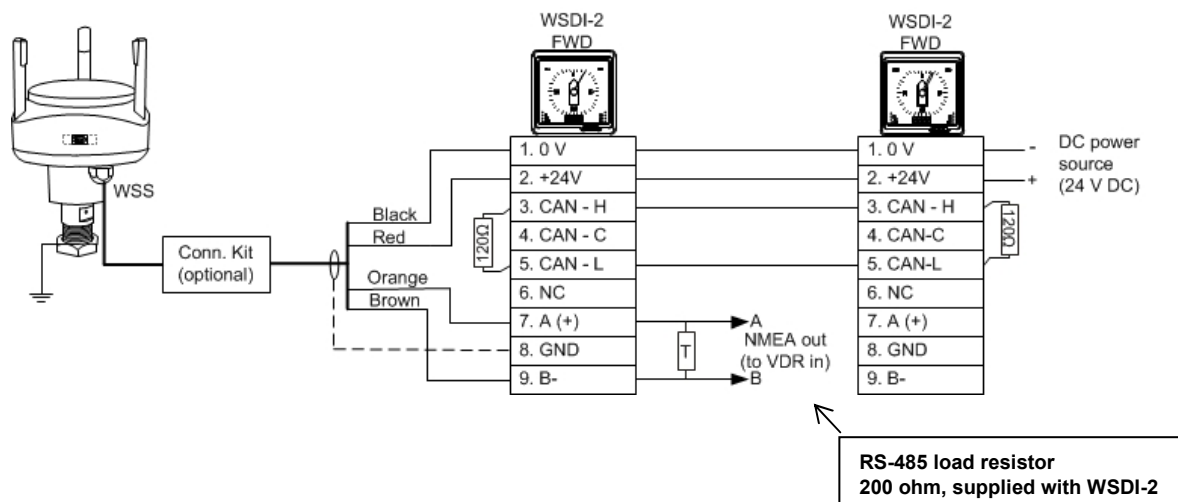 WSDI-2
FWD
WSDI-2
FWD
WSS
Conn. Kit
(optional)
Black
Red
Orange
Brown
120Ω
1. 0 V
2. +24V
3. CAN - H
4. CAN - C
5. CAN - L
6. NC
7. A (+)
8. GND
9. B-
T
A
NMEA out
(to VDR in)
B
1. 0 V
2. +24V
3. CAN - H
4. CAN-C
5. CAN-L
6. NC
7. A (+)
8. GND
9. B-
120Ω
- DC power
source
+ (24 V DC)
RS-485 load resistor
200 ohm, supplied with WSDI-2